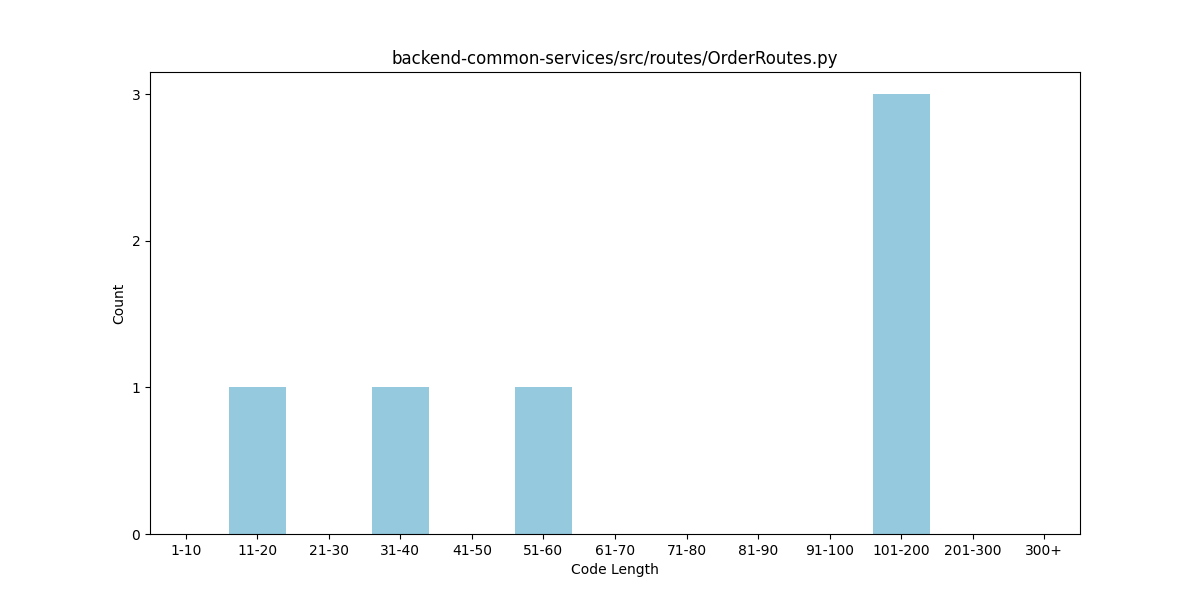 backend-common-services/src/routes/OrderRoutes.py
3
2
1
0
Count
1-10 11-20 21-30 31-40 41-50 51-60 61-70 71-80 81-90 91-100 101-200 201-300 300+
Code Length